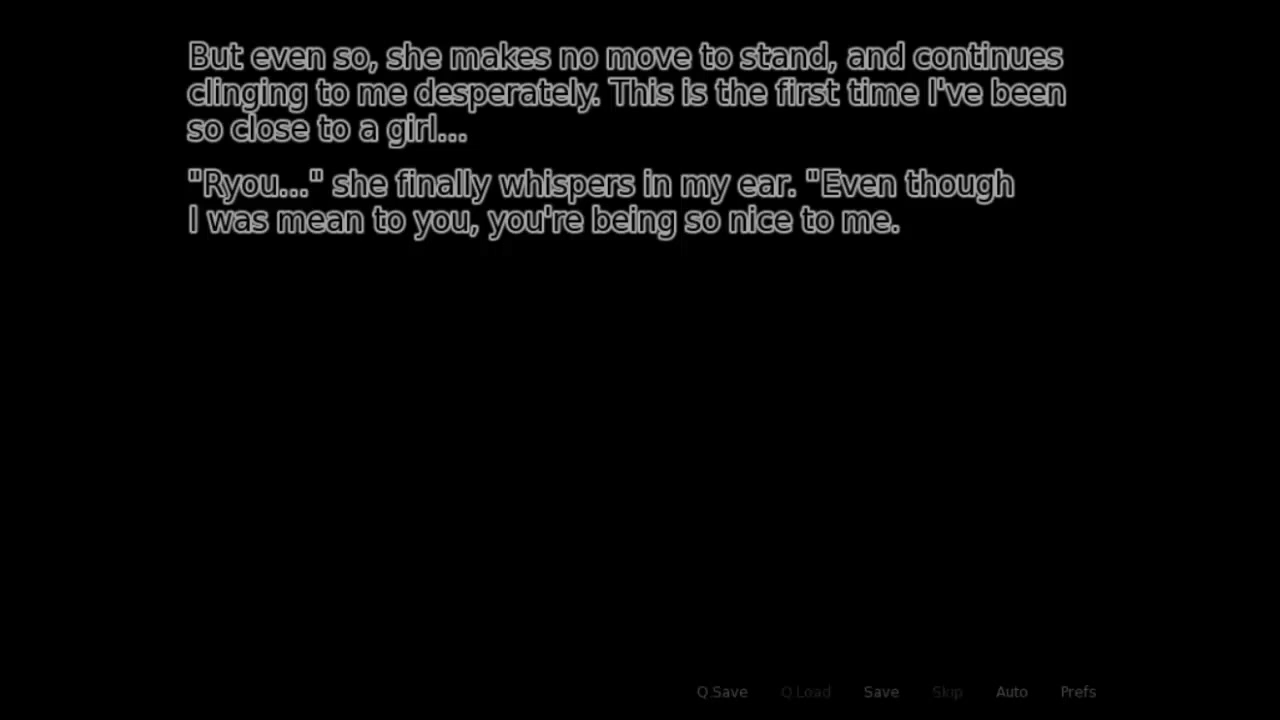 But even so, she makes no move to stand, and continues
clinging to me desperately. This is the first time I've been
so close to a girl...
"Ryou..." she finally whispers in my ear. "Even though
I was mean to you, you're being so nice to me.
Q.Save Q.Load Save Skip Auto Prefs